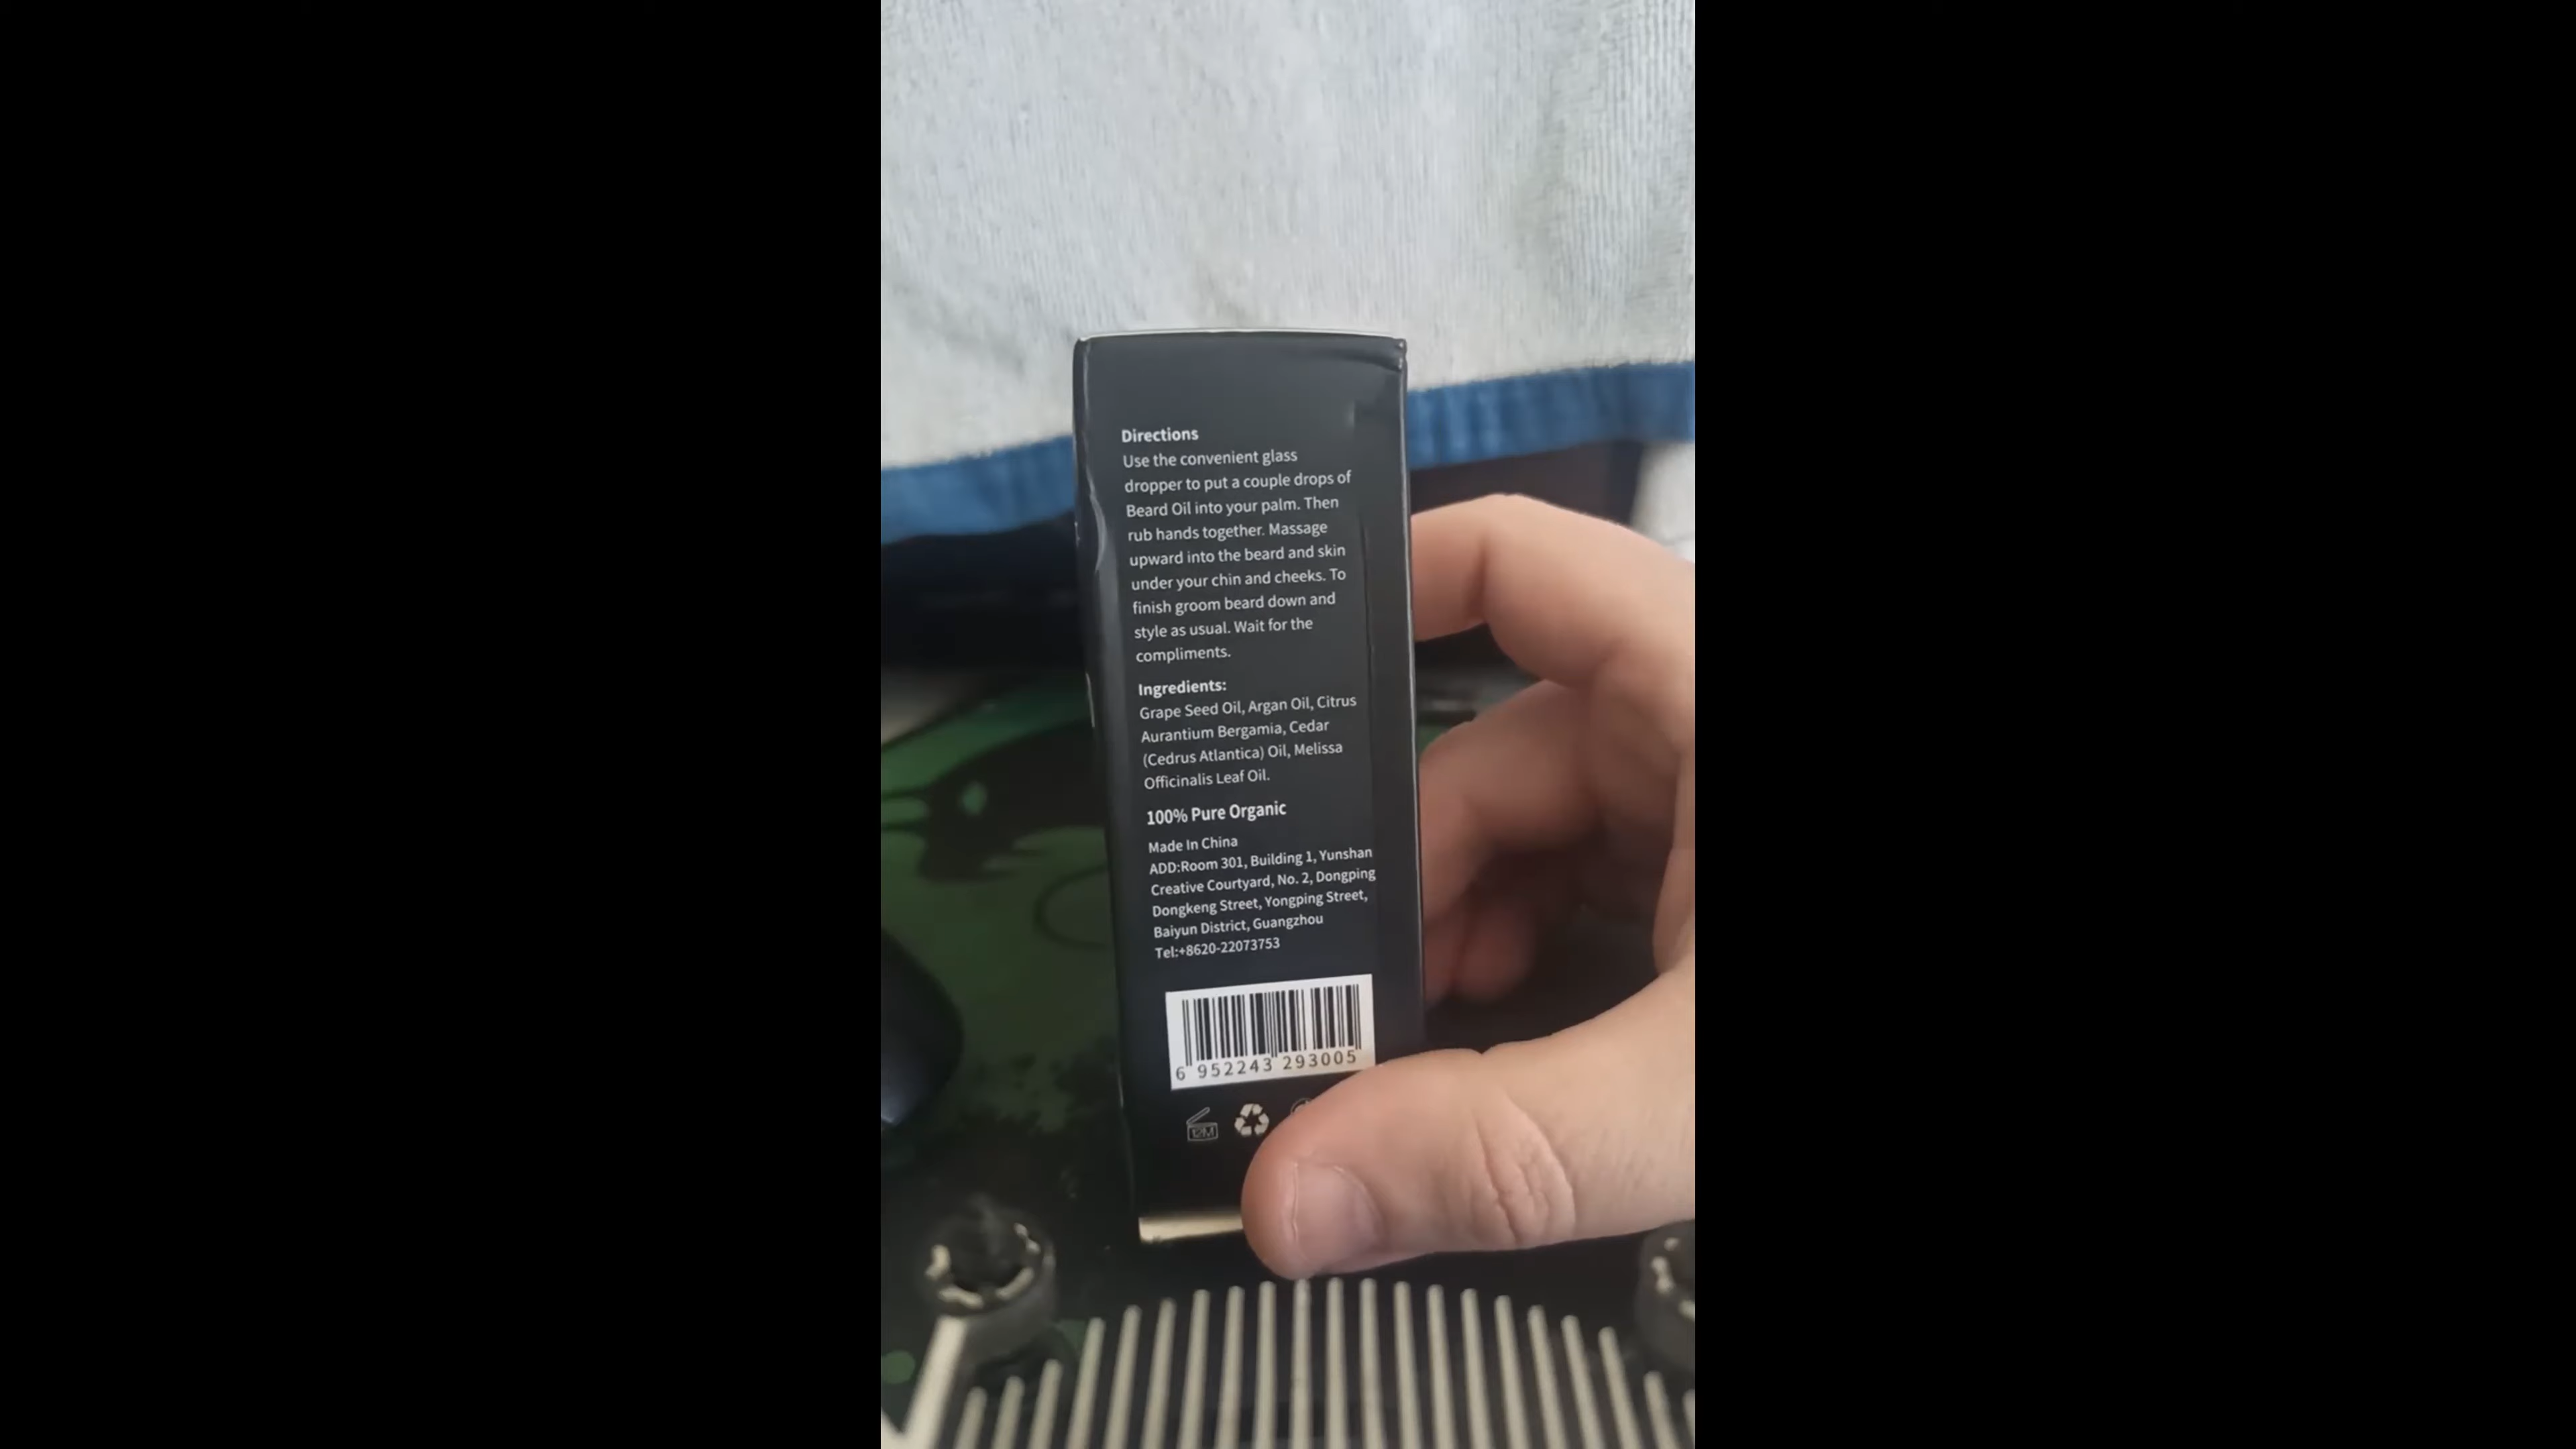 Directions
Use the convenient glass
dropper to put a couple drops of
Beard Oil into your palm. Then
rub hands together. Massage
upward into the beard and skin
under your chin and cheeks. To
finish groom beard down and
style as usual. Wait for the
compliments.
Ingredients:
Grape Seed Oil, Argan Oil, Citrus
Aurantium Bergamia, Cedar
(Cedrus Atlantica) Oil, Melissa
Officinalis Leaf Oil.
100% Pure Organic
Made In China
ADD:Room 301, Building 1, Yunshan
Creative Courtyard, No. 2, Dongping
Dongkeng Street, Yongping Street,
Baiyun District, Guangzhou
Tel:+8620-22073753
6 952243 293005
12M